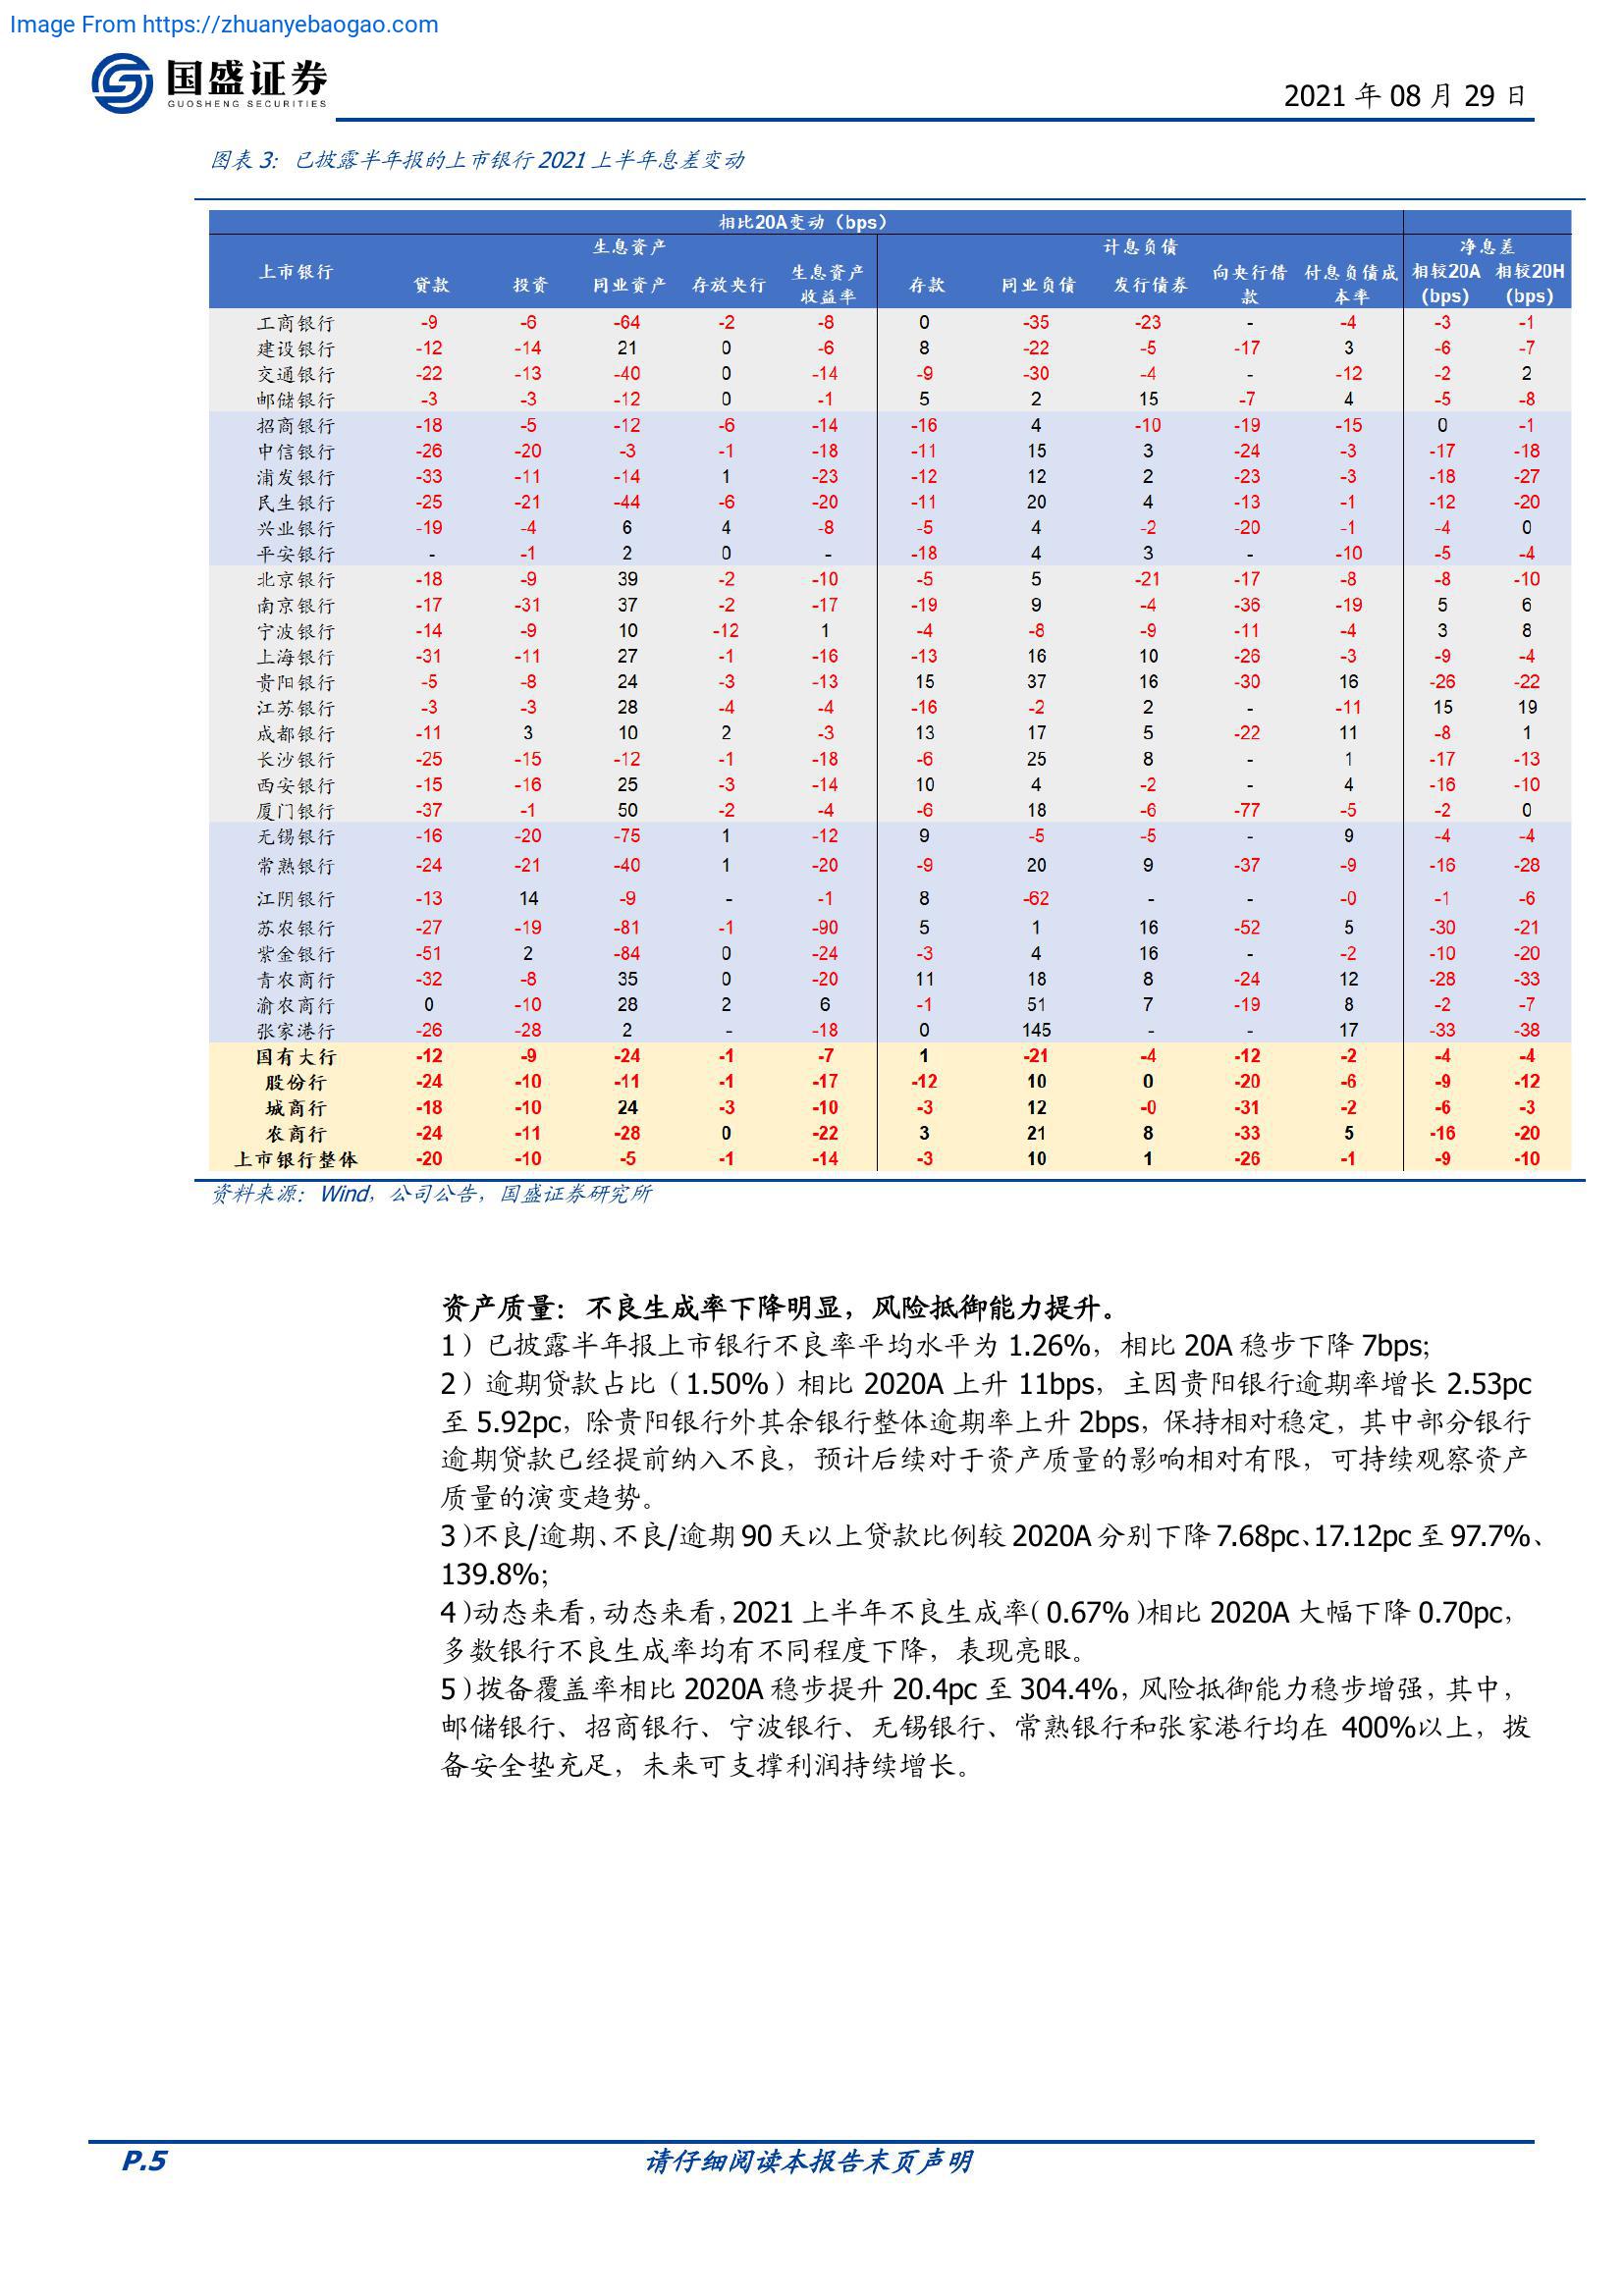 Image From https://zhuanyebaogao.com
国盛证券
GUOSHENG SECURITIES
2021 年 08 月 29 日
图表 3: 已披露半年报的上市银行 2021 上半年息差变动
相比20A变动（bps）
生息资产 计息负债 净息差
上市银行 贷款 投资 同业资产 存放央行 生息资产收益率 存款 同业负债 发行债券 向央行借款 付息负债成本率 相较20A (bps) 相较20H (bps)
工商银行 -9 -6 -64 -2 -8 0 -35 -23 - -4 -3 -1
建设银行 -12 -14 21 0 -6 8 -22 -5 -17 3 -6 -7
交通银行 -22 -13 -40 0 -14 -9 -30 -4 - -12 -2 2
邮储银行 -3 -3 -12 0 -1 5 2 15 -7 4 -5 -8
招商银行 -18 -5 -12 -6 -14 -16 4 -10 -19 -15 0 -1
中信银行 -26 -20 -3 -1 -18 -11 15 3 -24 -3 -17 -18
浦发银行 -33 -11 -14 1 -23 -12 12 2 -23 -3 -18 -27
民生银行 -25 -21 -44 -6 -20 -11 20 4 -13 -1 -12 -20
兴业银行 -19 -4 6 4 -8 -5 4 -2 -20 -1 -4 0
平安银行 - -1 2 0 - -18 4 3 - -10 -5 -4
北京银行 -18 -9 39 -2 -10 -5 5 -21 -17 -8 -8 -10
南京银行 -17 -31 37 -2 -17 -19 9 -4 -36 -19 5 6
宁波银行 -14 -9 10 -12 1 -4 -8 -9 -11 -4 3 8
上海银行 -31 -11 27 -1 -16 -13 16 10 -26 -3 -9 -4
贵阳银行 -5 -8 24 -3 -13 15 37 16 -30 16 -26 -22
江苏银行 -3 -3 28 -4 -4 -16 -2 2 - -11 15 19
成都银行 -11 3 10 2 -3 13 17 5 -22 11 -8 1
长沙银行 -25 -15 -12 -1 -18 -6 25 8 - 1 -17 -13
西安银行 -15 -16 25 -3 -14 10 4 -2 - 4 -16 -10
厦门银行 -37 -1 50 -2 -4 -6 18 -6 -77 -5 -2 0
无锡银行 -16 -20 -75 1 -12 9 -5 -5 - 9 -4 -4
常熟银行 -24 -21 -40 1 -20 -9 20 9 -37 -9 -16 -28
江阴银行 -13 14 -9 - -1 8 -62 - - -0 -1 -6
苏农银行 -27 -19 -81 -1 -90 5 1 16 -52 5 -30 -21
紫金银行 -51 2 -84 0 -24 -3 4 16 - -2 -10 -20
青农商行 -32 -8 35 0 -20 11 18 8 -24 12 -28 -33
渝农商行 0 -10 28 2 6 -1 51 7 -19 8 -2 -7
张家港行 -26 -28 2 - -18 0 145 - - 17 -33 -38
国有大行 -12 -9 -24 -1 -7 1 -21 -4 -12 -2 -4 -4
股份行 -24 -10 -11 -1 -17 -12 10 0 -20 -6 -9 -12
城商行 -18 -10 24 -3 -10 -3 12 -0 -31 -2 -6 -3
农商行 -24 -11 -28 0 -22 3 21 8 -33 5 -16 -20
上市银行整体 -20 -10 -5 -1 -14 -3 10 1 -26 -1 -9 -10
资料来源：Wind，公司公告，国盛证券研究所
资产质量：不良生成率下降明显，风险抵御能力提升。
1）已披露半年报上市银行不良率平均水平为 1.26%，相比 20A 稳步下降 7bps;
2）逾期贷款占比（1.50%）相比 2020A 上升 11bps，主因贵阳银行逾期率增长 2.53pc
至 5.92pc，除贵阳银行外其余银行整体逾期率上升 2bps，保持相对稳定，其中部分银行
逾期贷款已经提前纳入不良，预计后续对于资产质量的影响相对有限，可持续观察资产
质量的演变趋势。
3）不良/逾期、不良/逾期 90 天以上贷款比例较 2020A 分别下降 7.68pc、17.12pc 至 97.7%、
139.8%；
4）动态来看，动态来看，2021 上半年不良生成率（0.67%）相比 2020A 大幅下降 0.70pc，
多数银行不良生成率均有不同程度下降，表现亮眼。
5）拨备覆盖率相比 2020A 稳步提升 20.4pc 至 304.4%，风险抵御能力稳步增强，其中，
邮储银行、招商银行、宁波银行、无锡银行、常熟银行和张家港行均在 400%以上，拨
备安全垫充足，未来可支撑利润持续增长。
P.5
请仔细阅读本报告末页声明